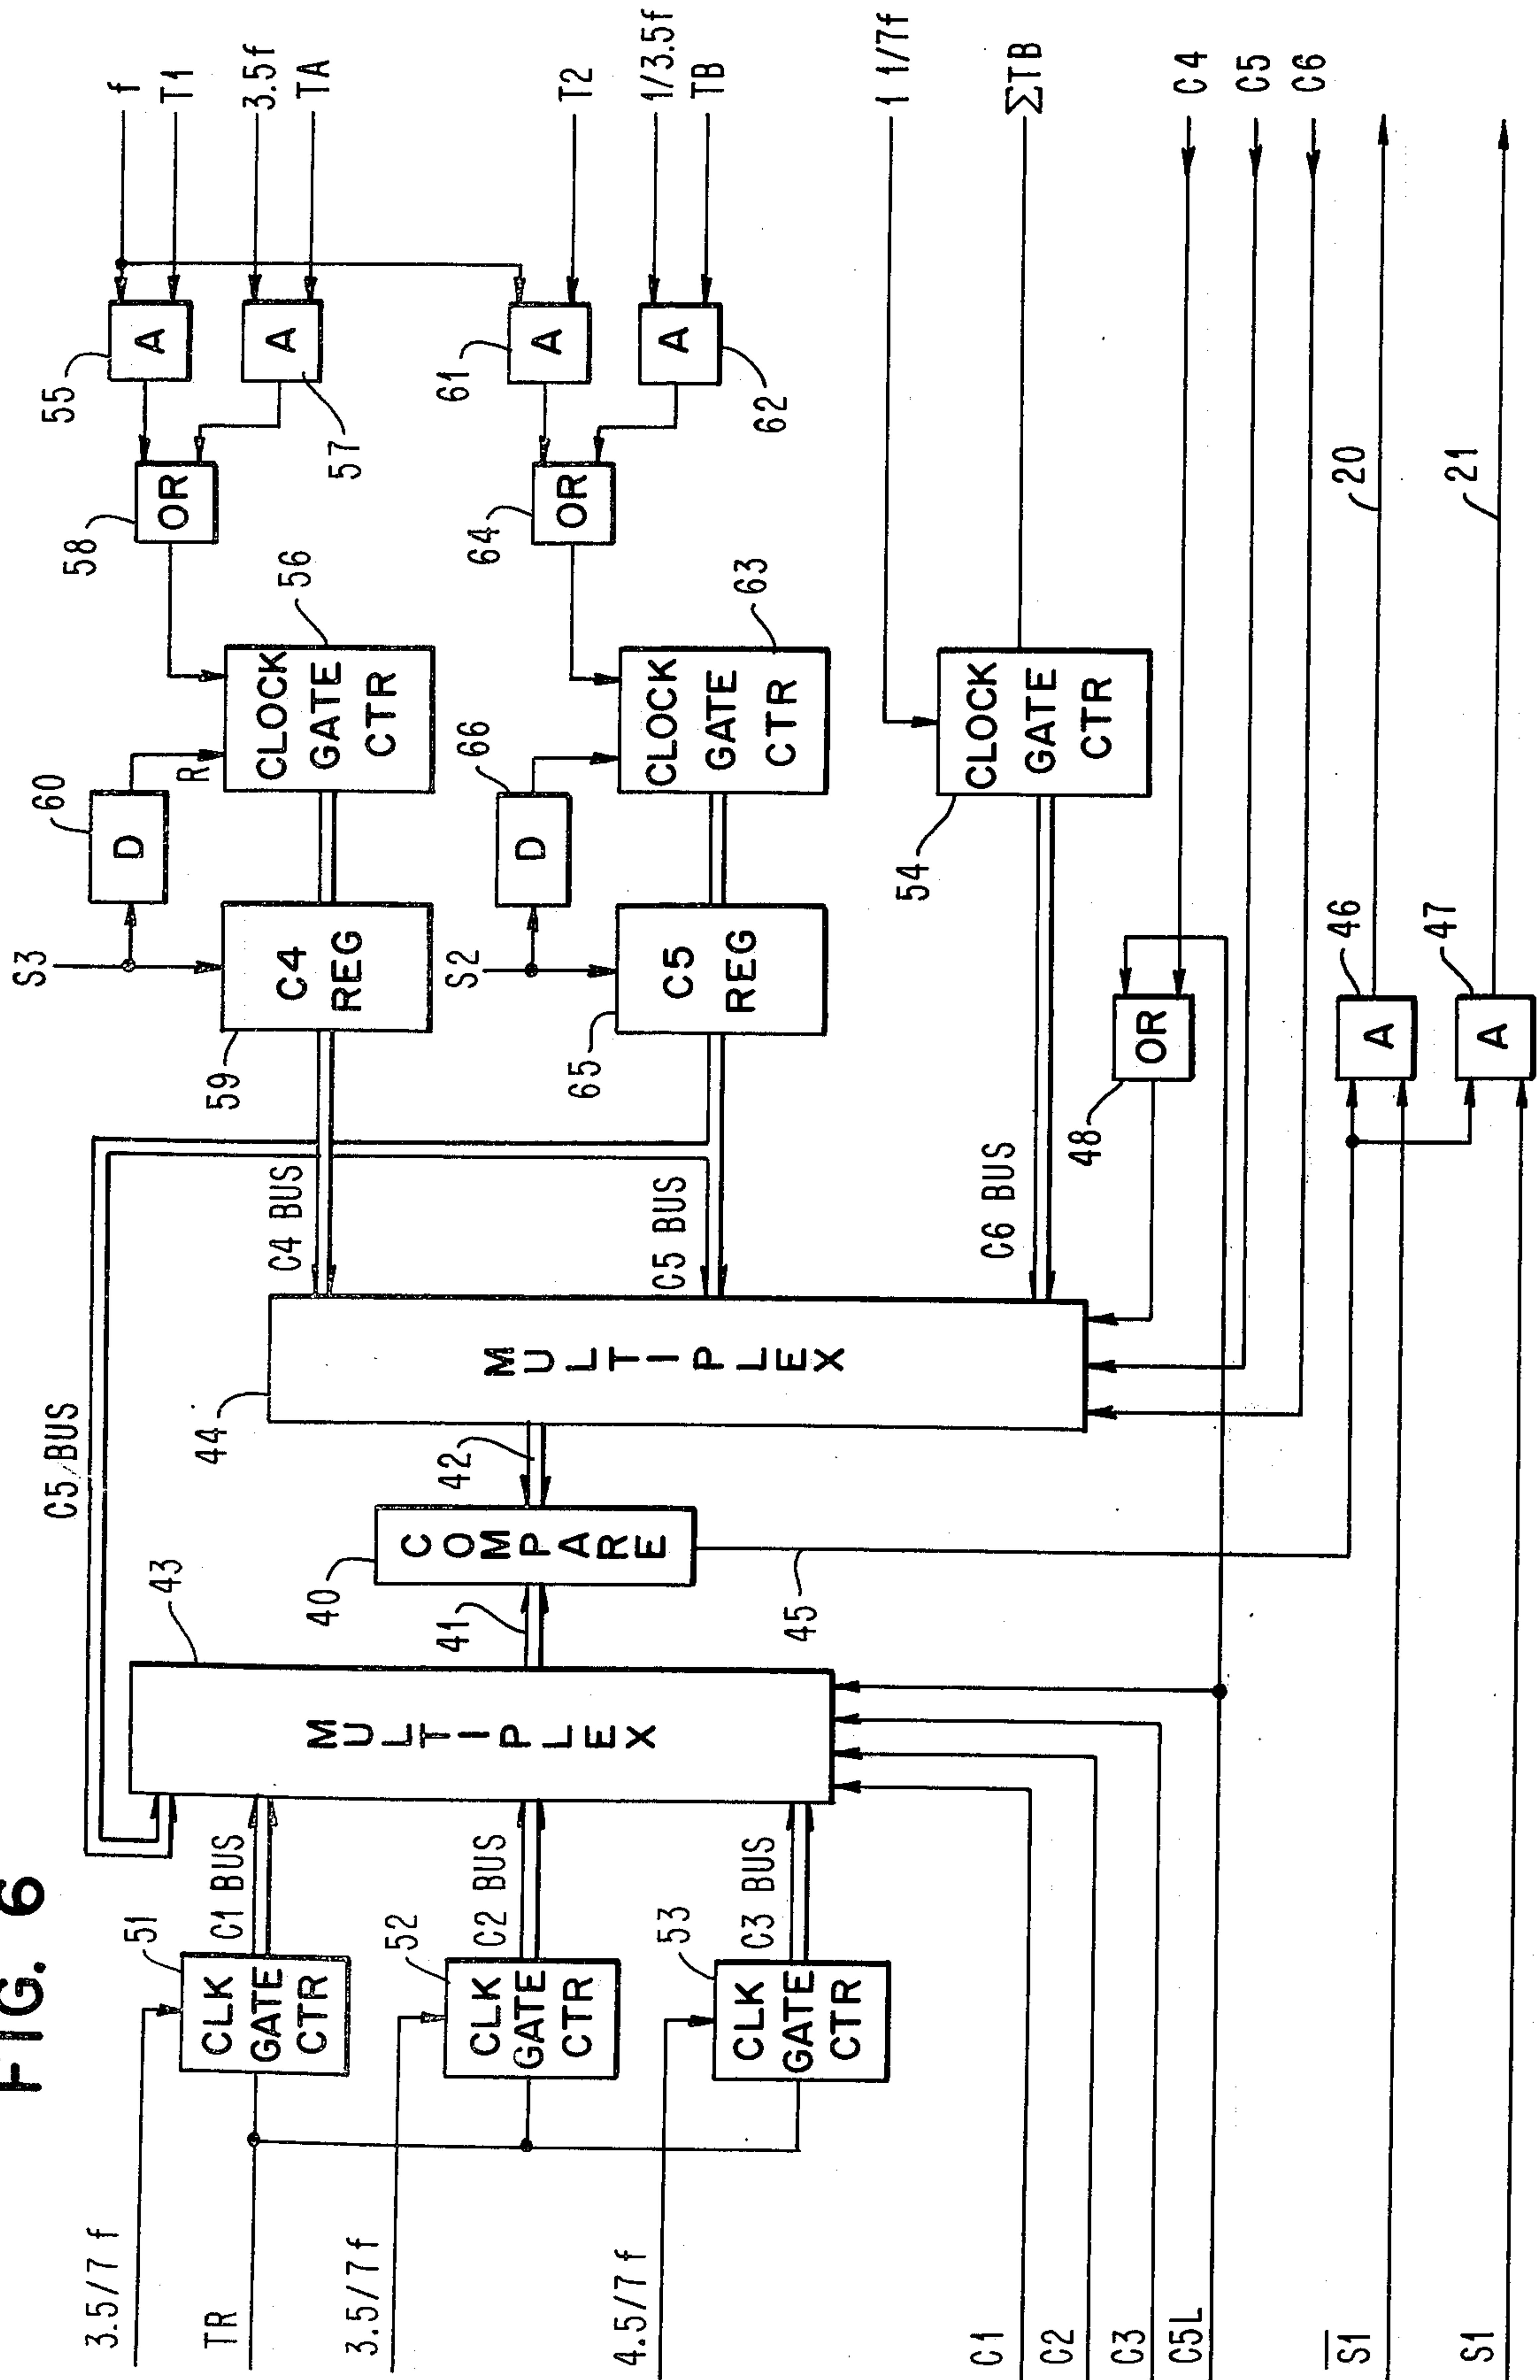 FIG. 6
3.5/7 f
TR
3.5/7 f
4.5/7 f
C1
C2
C3
C5L
S1
S1
51
CLK
GATE
CTR
52
CLK
GATE
CTR
53
CLK
GATE
CTR
C1 BUS
C2 BUS
C3 BUS
43
MULTIPLEX
C5 BUS
41
40
COMPARE
42
45
44
MULTIPLEX
C4 BUS
C5 BUS
C6 BUS
48
OR
S3
59
C4
REG
60
D
R
S2
65
C5
REG
66
D
56
CLOCK
GATE
CTR
63
CLOCK
GATE
CTR
54
CLOCK
GATE
CTR
58
OR
64
OR
55
A
57
A
61
A
62
A
f
T1
3.5f
TA
T2
1/3.5f
TB
1 1/7f
ΣTB
C4
C5
C6
46
A
47
A
20
21